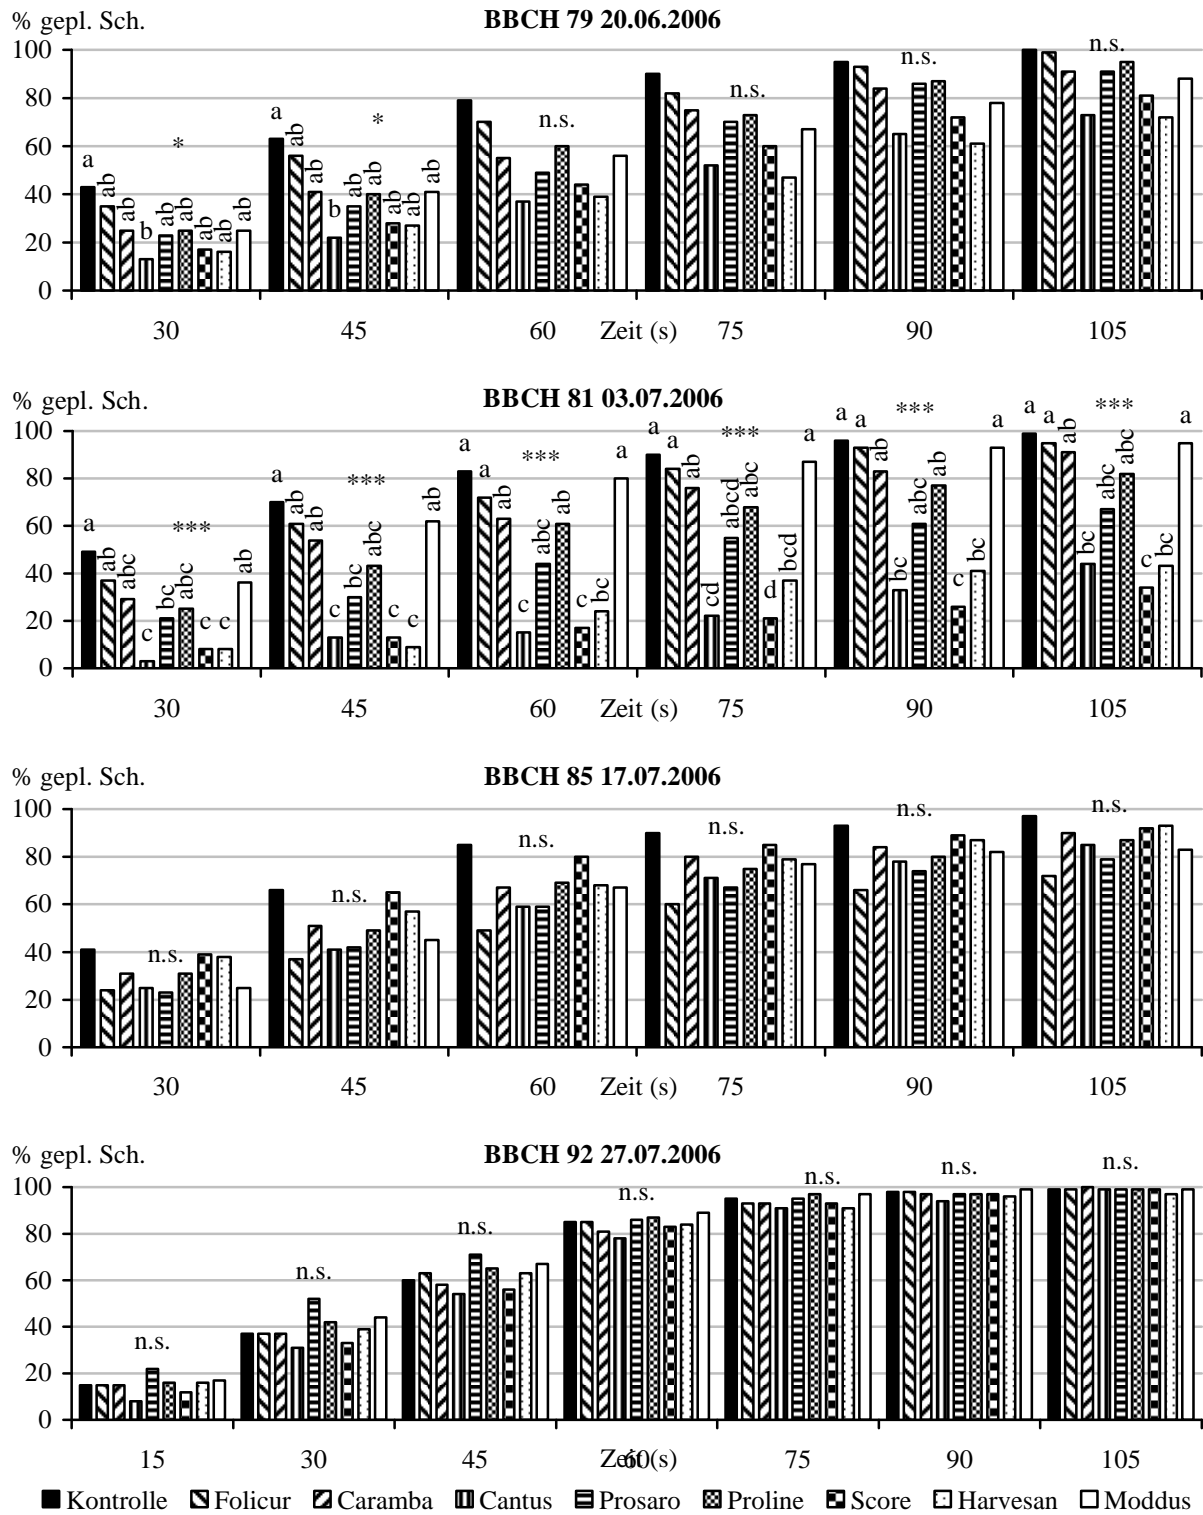 % gepl. Sch.
BBCH 79 20.06.2006
100
80
60
40
20
0
a ab ab b ab ab ab ab ab
*
a ab ab b ab ab ab ab ab
*
n.s.
n.s.
n.s.
n.s.
30 45 60 Zeit (s) 75 90 105
% gepl. Sch.
BBCH 81 03.07.2006
100
80
60
40
20
0
a ab abc c bc abc c c ab
***
a ab ab c bc abc c c ab
***
a a ab c abc ab c bc a
***
a a ab cd abcd abc d bcd a
***
a a ab bc abc ab c bc a
***
a a ab bc abc abc c bc a
***
30 45 60 Zeit (s) 75 90 105
% gepl. Sch.
BBCH 85 17.07.2006
100
80
60
40
20
0
n.s. n.s. n.s. n.s. n.s. n.s.
30 45 60 Zeit (s) 75 90 105
% gepl. Sch.
BBCH 92 27.07.2006
100
80
60
40
20
0
n.s. n.s. n.s. n.s. n.s. n.s. n.s.
15 30 45 60 Zeit (s) 75 90 105
Kontrolle Folicur Caramba Cantus Prosaro Proline Score Harvesan Moddus